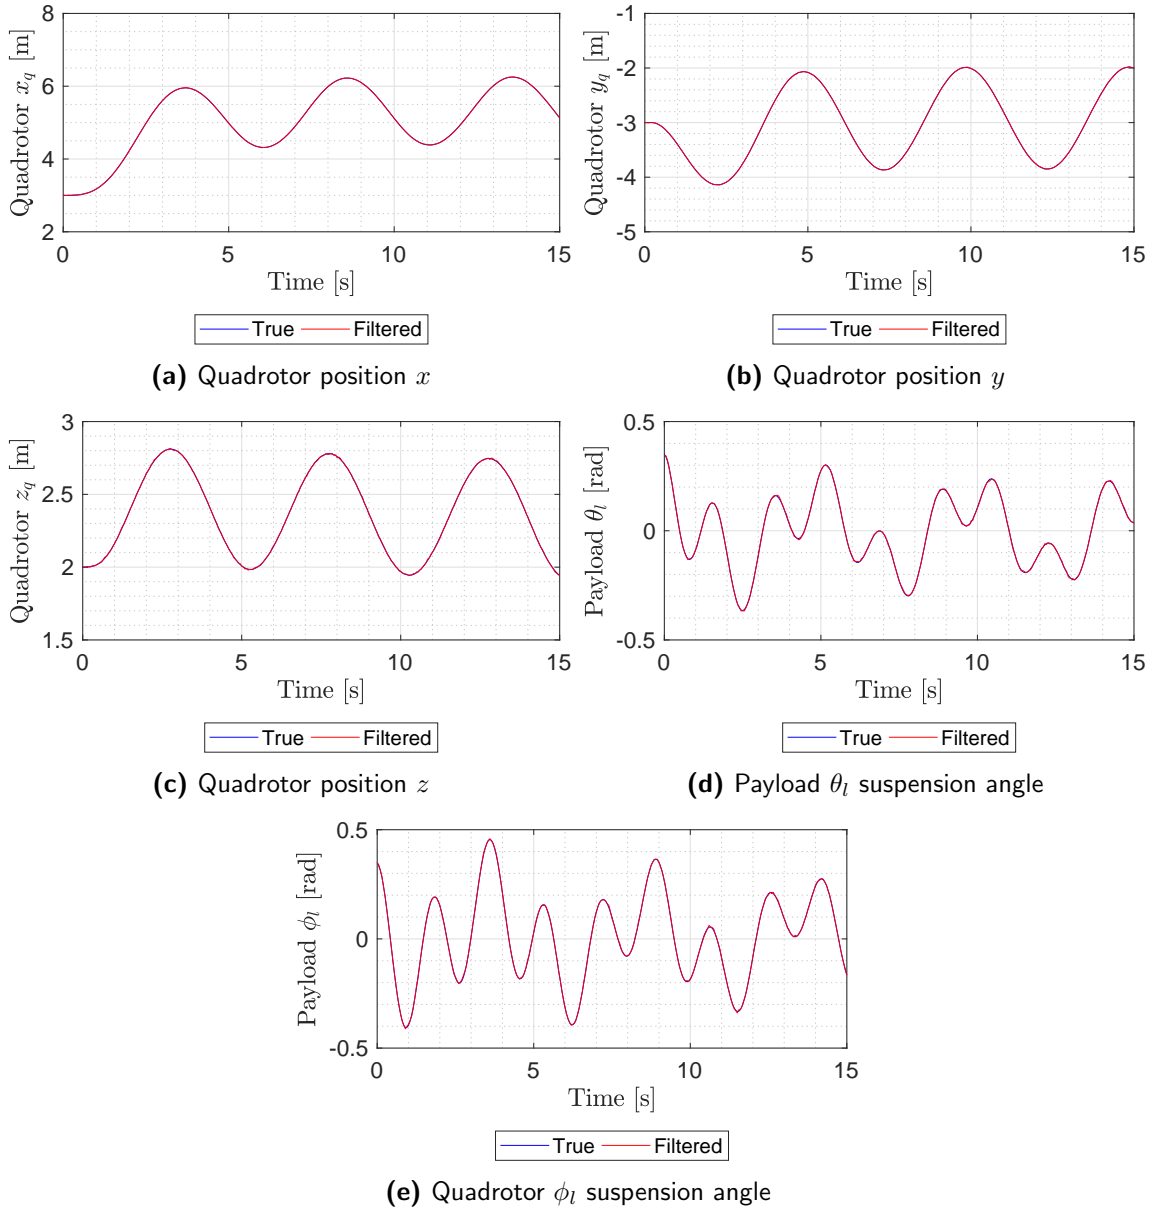 8
6
4
2
Quadrotor x_q [m]
0 5 10 15
Time [s]
True Filtered
(a) Quadrotor position x
-1
-2
-3
-4
-5
Quadrotor y_q [m]
0 5 10 15
Time [s]
True Filtered
(b) Quadrotor position y
3
2.5
2
1.5
Quadrotor z_q [m]
0 5 10 15
Time [s]
True Filtered
(c) Quadrotor position z
0.5
0
-0.5
Payload θ_l [rad]
0 5 10 15
Time [s]
True Filtered
(d) Payload θ_l suspension angle
0.5
0
-0.5
Payload ϕ_l [rad]
0 5 10 15
Time [s]
True Filtered
(e) Quadrotor ϕ_l suspension angle